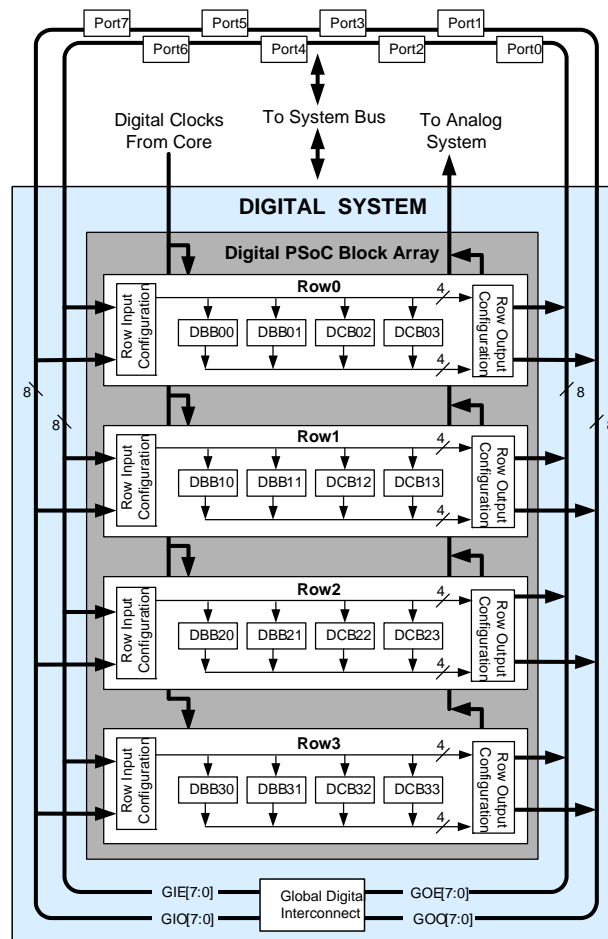 Port7
Port5
Port3
Port1
Port6
Port4
Port2
Port0
Digital Clocks
From Core
To System Bus
To Analog
System
DIGITAL SYSTEM
Digital PSoC Block Array
Row0
Row Input
Configuration
4
DBB00
DBB01
DCB02
DCB03
4
Row Output
Configuration
8
8
8
8
Row1
Row Input
Configuration
4
DBB10
DBB11
DCB12
DCB13
4
Row Output
Configuration
Row2
Row Input
Configuration
4
DBB20
DBB21
DCB22
DCB23
4
Row Output
Configuration
Row3
Row Input
Configuration
4
DBB30
DBB31
DCB32
DCB33
4
Row Output
Configuration
GIE[7:0]
GIO[7:0]
Global Digital
Interconnect
GOE[7:0]
GOO[7:0]